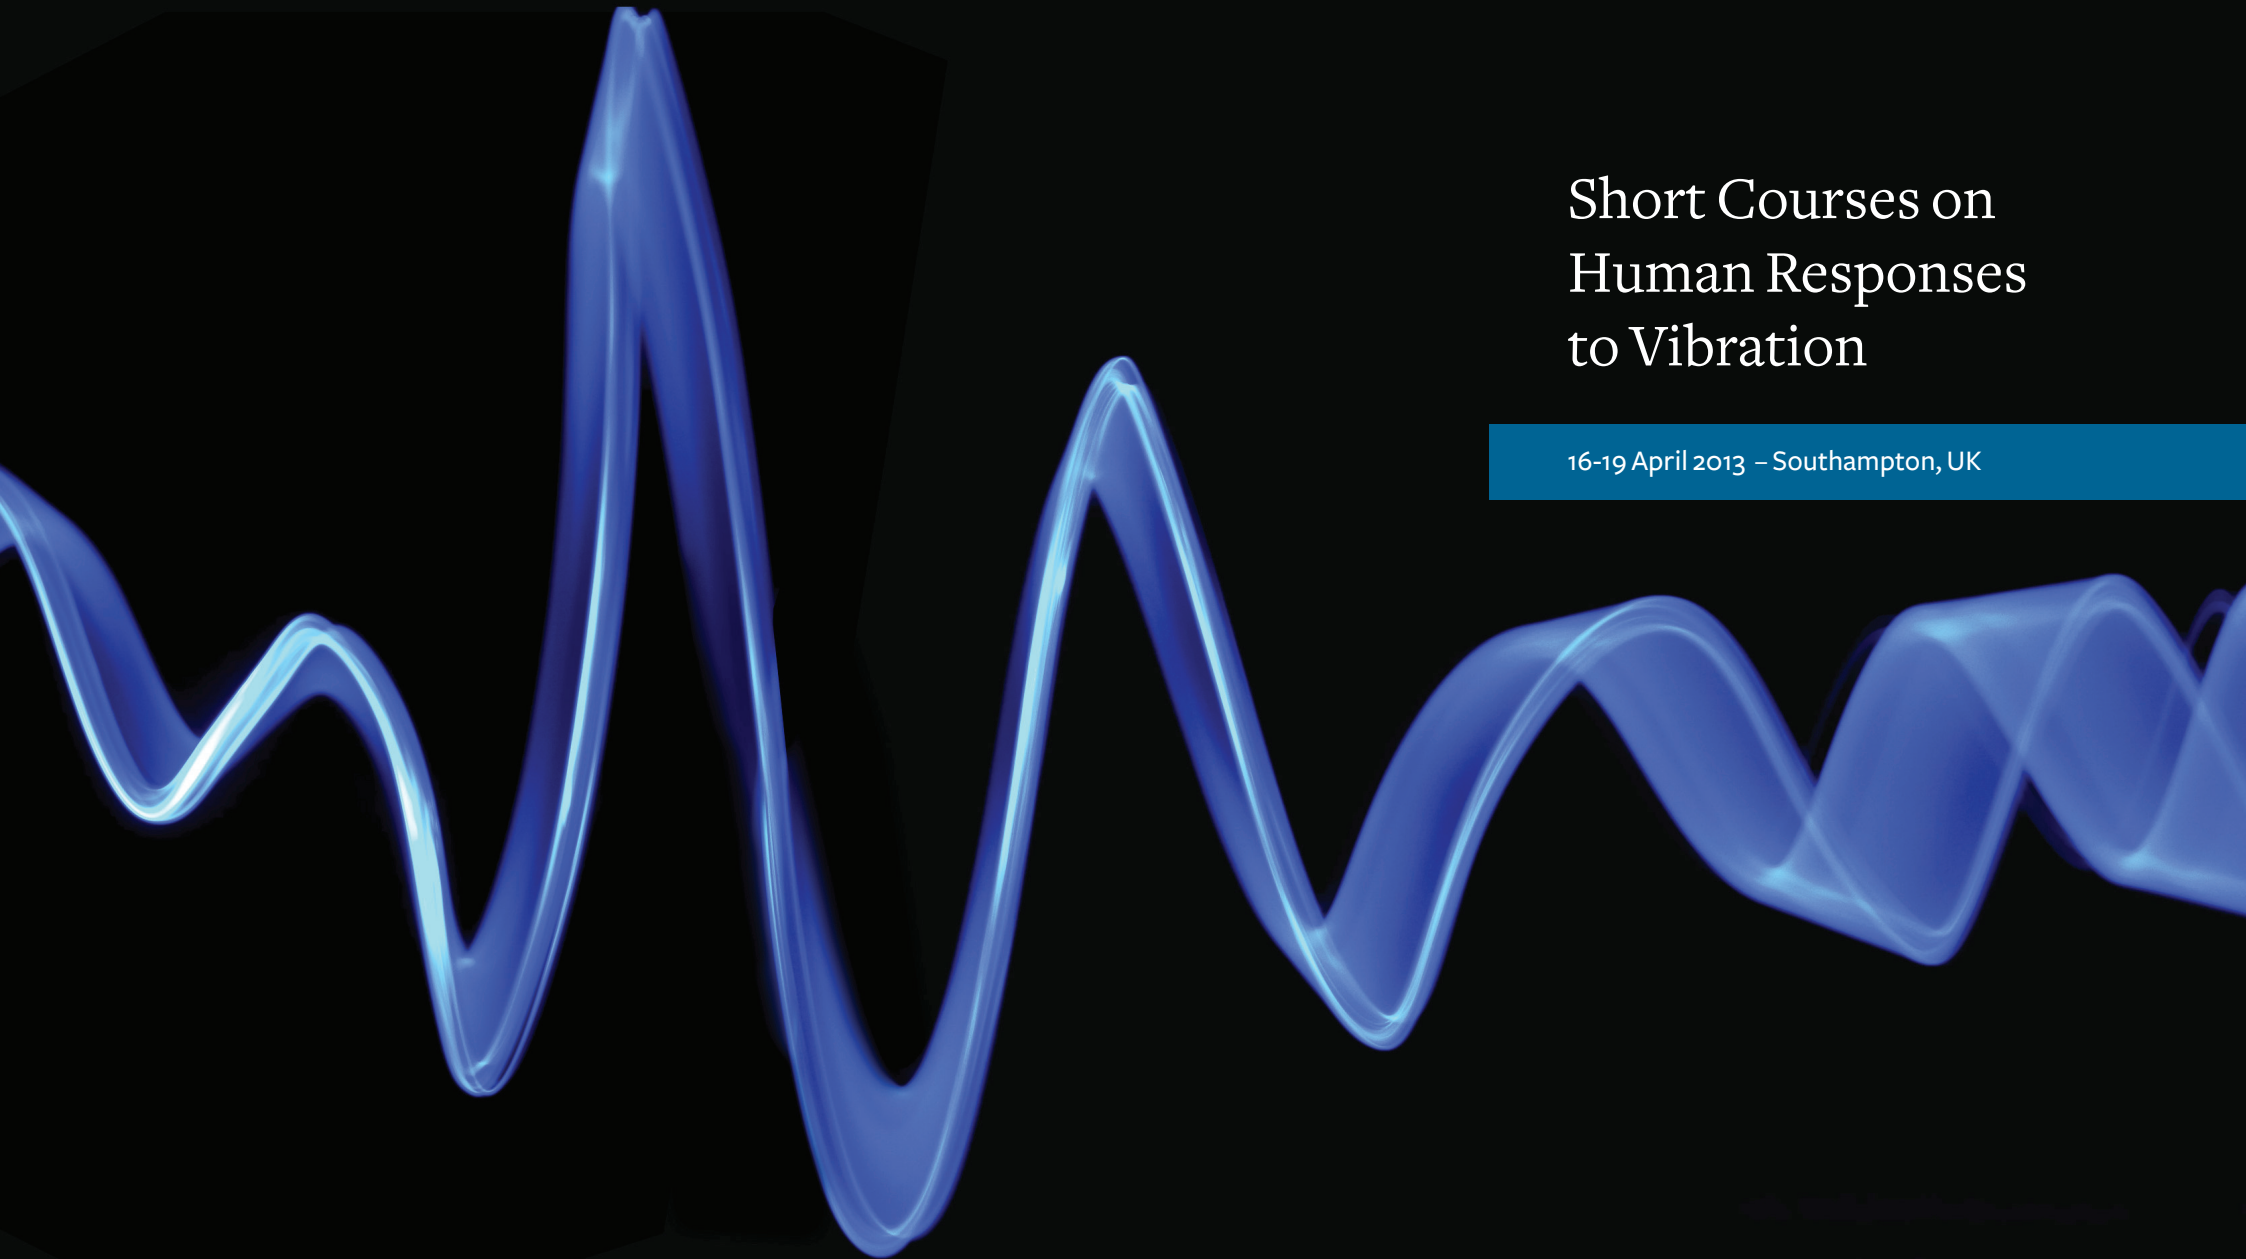 Short Courses on
Human Responses
to Vibration
16-19 April 2013 – Southampton, UK